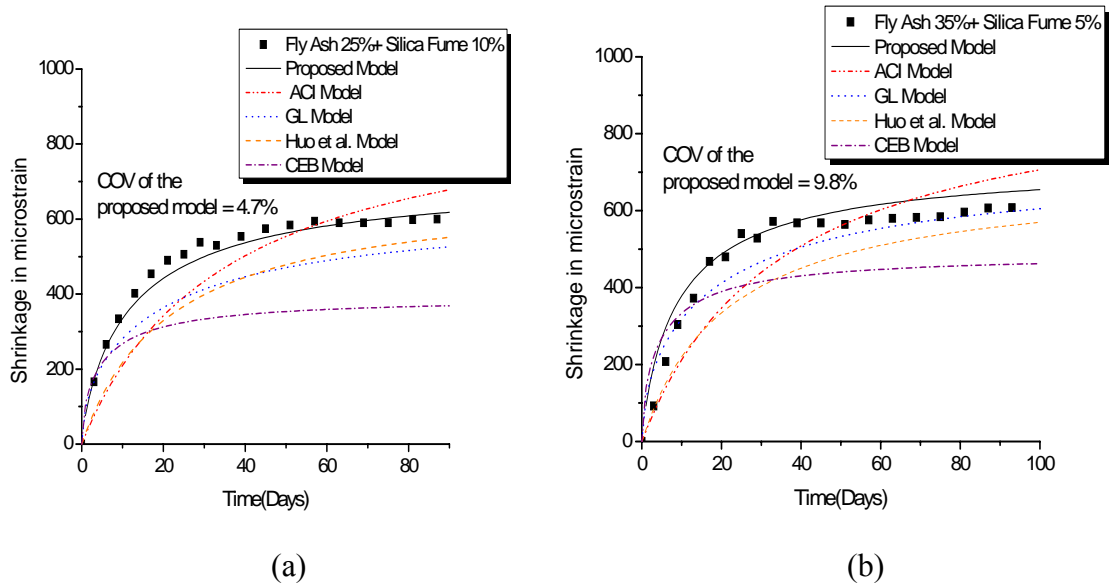 Fly Ash 25%+ Silica Fume 10%
Proposed Model
ACI Model
GL Model
Huo et al. Model
CEB Model
1000
800
600
400
200
0
COV of the
proposed model = 4.7%
Shrinkage in microstrain
0 20 40 60 80
Time(Days)
(a)
Fly Ash 35%+ Silica Fume 5%
Proposed Model
ACI Model
GL Model
Huo et al. Model
CEB Model
1000
800
600
400
200
0
COV of the
proposed model = 9.8%
Shrinkage in microstrain
0 20 40 60 80 100
Time(Days)
(b)